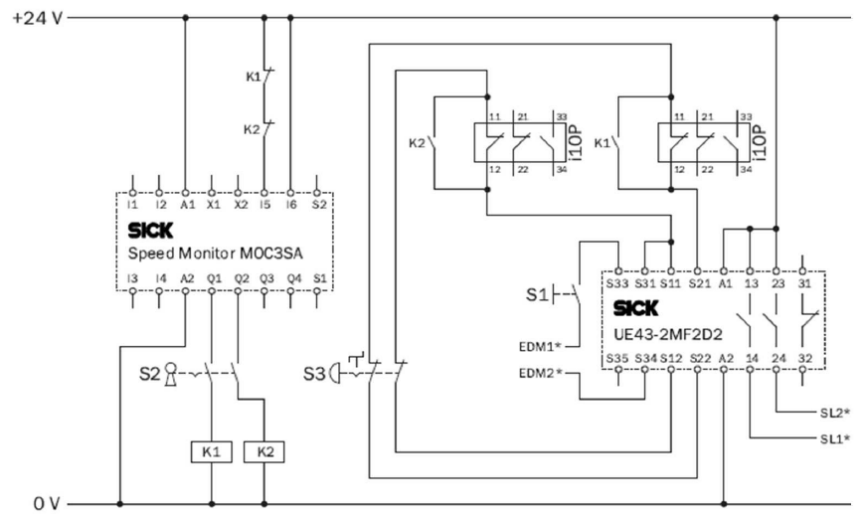 +24 V
K1
K2
11 21 33
K2
i10P
12 22 34
11 21 33
K1
i10P
12 22 34
I1 I2 A1 X1 X2 I5 I6 S2
SICK
Speed Monitor MOC3SA
I3 I4 A2 Q1 Q2 Q3 Q4 S1
S33 S31 S11 S21 A1 13 23 31
S1
SICK
UE43-2MF2D2
EDM1*
EDM2*
S35 S34 S12 S22 A2 14 24 32
S2
S3
SL2*
SL1*
K1
K2
0 V